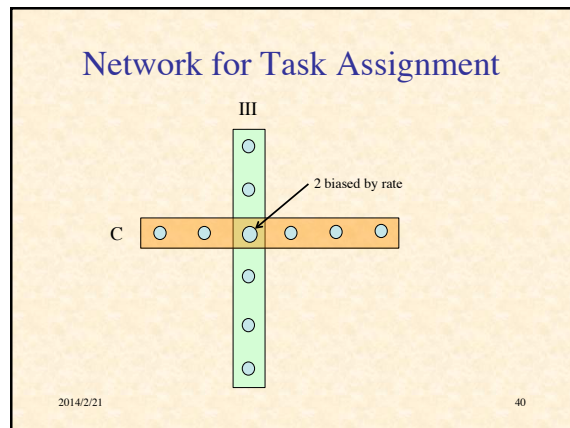 Network for Task Assignment
III
2 biased by rate
C
2014/2/21
40